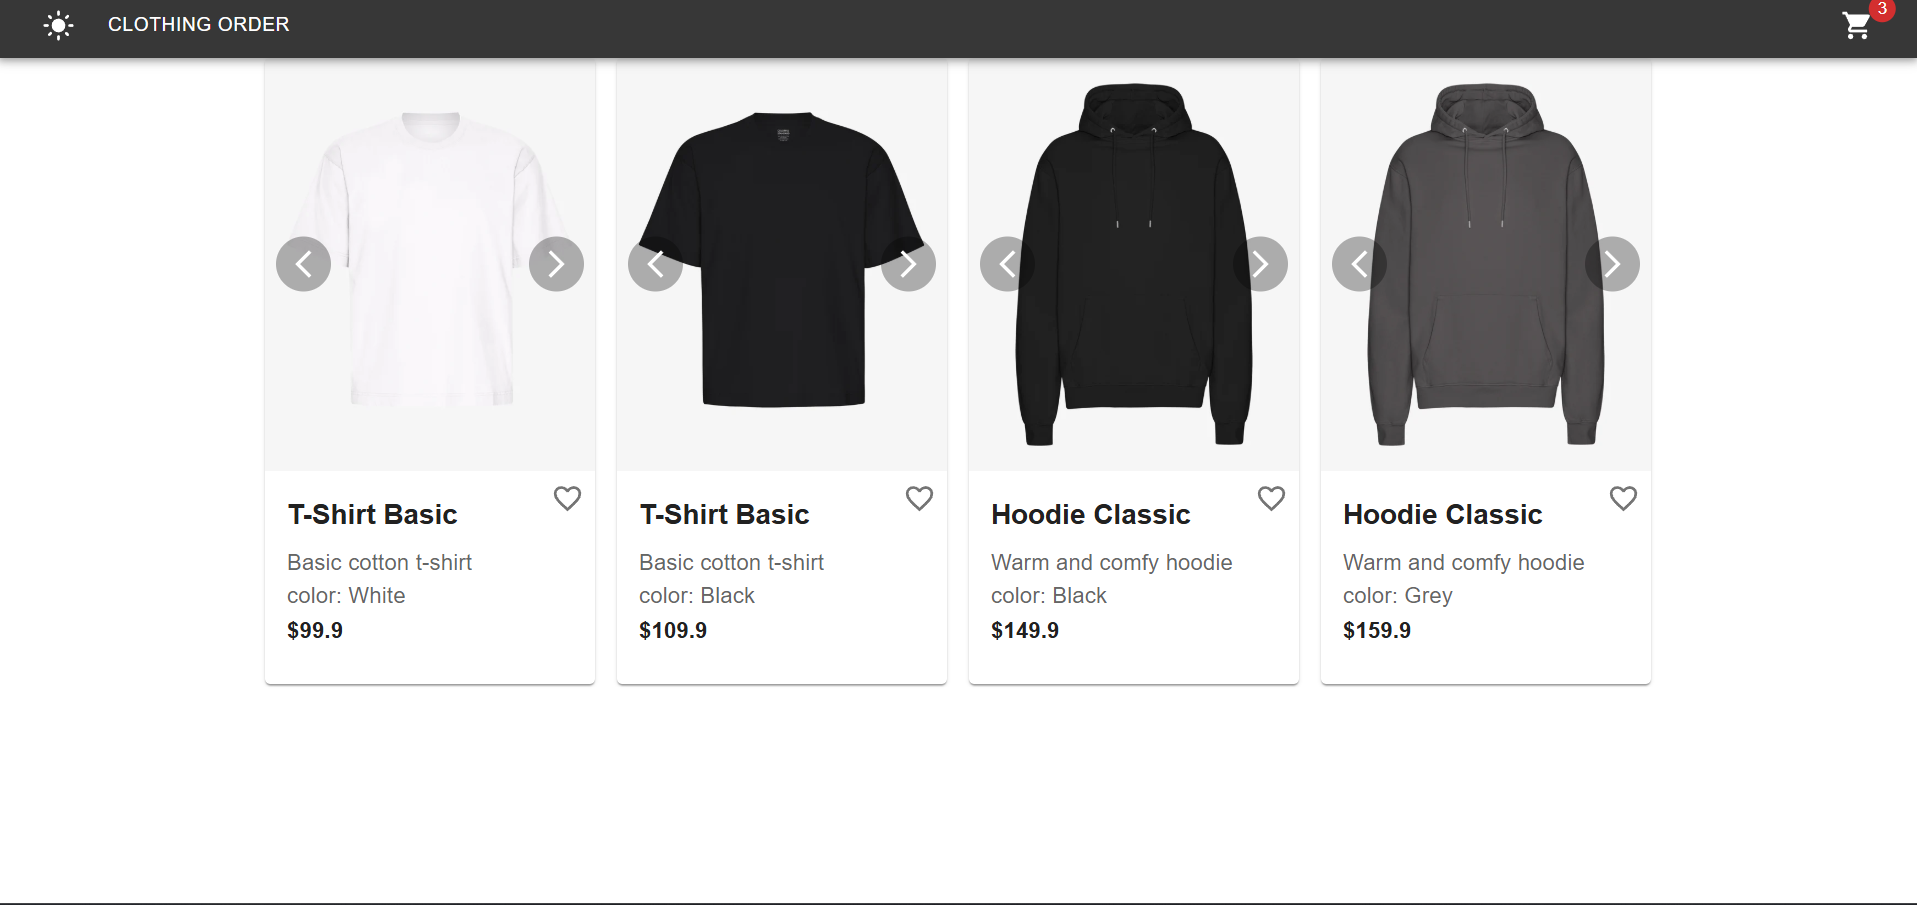 CLOTHING ORDER
3
T-Shirt Basic
Basic cotton t-shirt
color: White
$99.9
T-Shirt Basic
Basic cotton t-shirt
color: Black
$109.9
Hoodie Classic
Warm and comfy hoodie
color: Black
$149.9
Hoodie Classic
Warm and comfy hoodie
color: Grey
$159.9